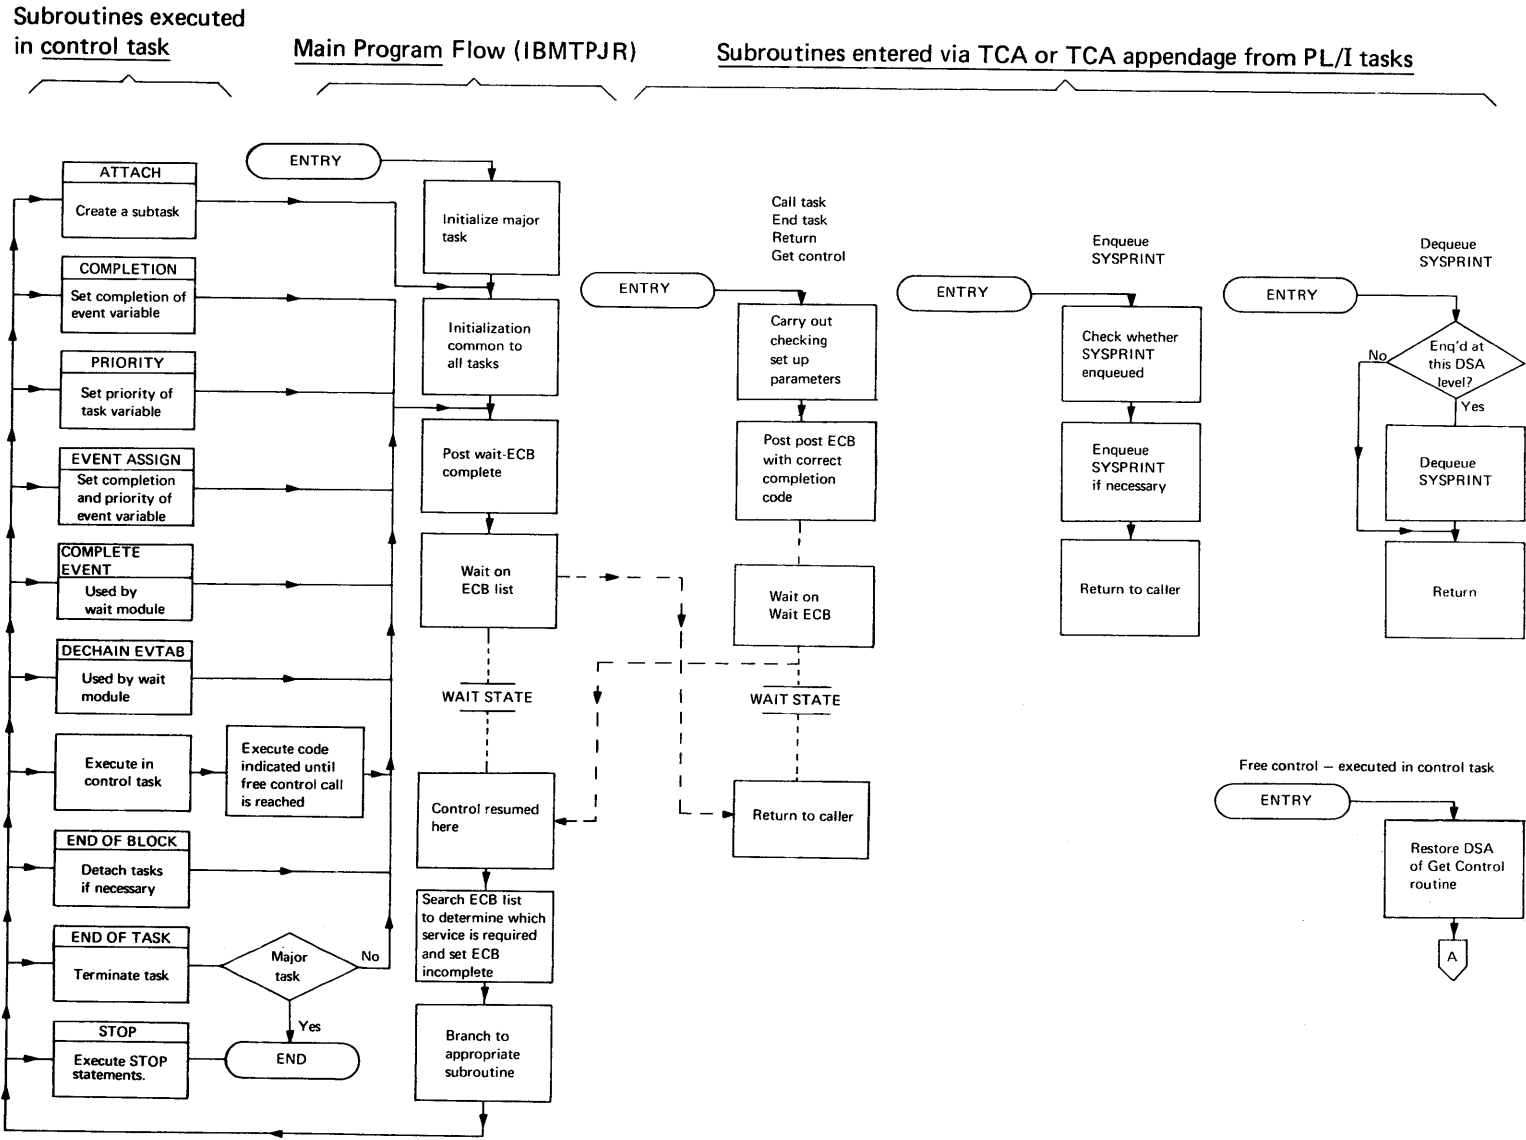 Subroutines executed
in control task
Main Program Flow (IBMTPJR)
Subroutines entered via TCA or TCA appendage from PL/I tasks
ATTACH
Create a subtask
COMPLETION
Set completion of
event variable
PRIORITY
Set priority of
task variable
EVENT ASSIGN
Set completion
and priority of
event variable
COMPLETE
EVENT
Used by
wait module
DECHAIN EVTAB
Used by wait
module
Execute in
control task
Execute code
indicated until
free control call
is reached
END OF BLOCK
Detach tasks
if necessary
END OF TASK
Terminate task
Major
task
No
Yes
STOP
Execute STOP
statements.
END
ENTRY
Initialize major
task
Initialization
common to
all tasks
Post wait-ECB
complete
Wait on
ECB list
WAIT STATE
Control resumed
here
Search ECB list
to determine which
service is required
and set ECB
incomplete
Branch to
appropriate
subroutine
Call task
End task
Return
Get control
ENTRY
Carry out
checking
set up
parameters
Post post ECB
with correct
completion
code
Wait on
Wait ECB
WAIT STATE
Return to caller
Enqueue
SYSPRINT
ENTRY
Check whether
SYSPRINT
enqueued
Enqueue
SYSPRINT
if necessary
Return to caller
Dequeue
SYSPRINT
ENTRY
Enq'd at
this DSA
level?
No
Yes
Dequeue
SYSPRINT
Return
Free control – executed in control task
ENTRY
Restore DSA
of Get Control
routine
A